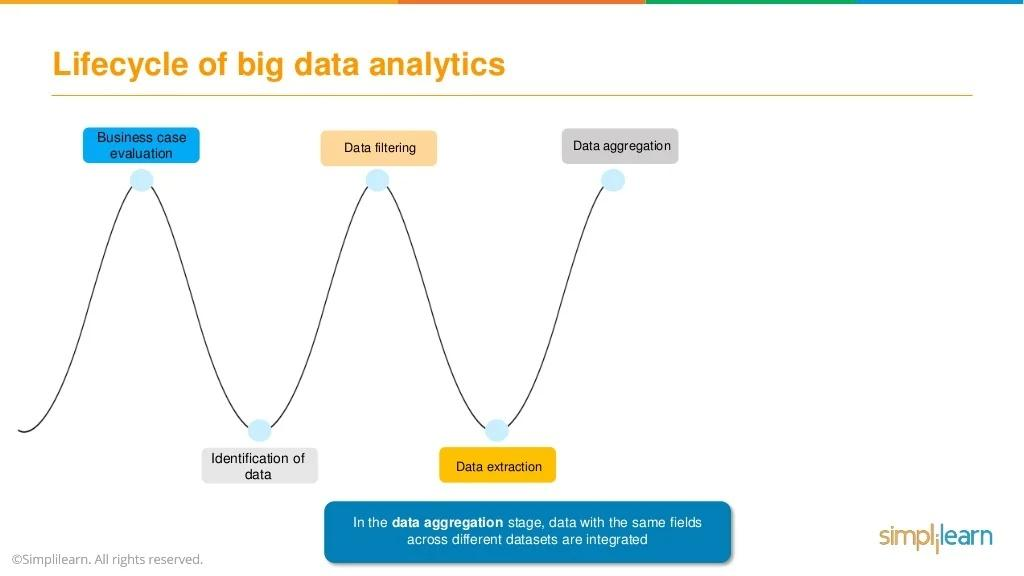 Lifecycle of big data analytics
Business case
evaluation
Data filtering
Data aggregation
Identification of
data
Data extraction
In the data aggregation stage, data with the same fields
across different datasets are integrated
simplilearn
©Simplilearn. All rights reserved.